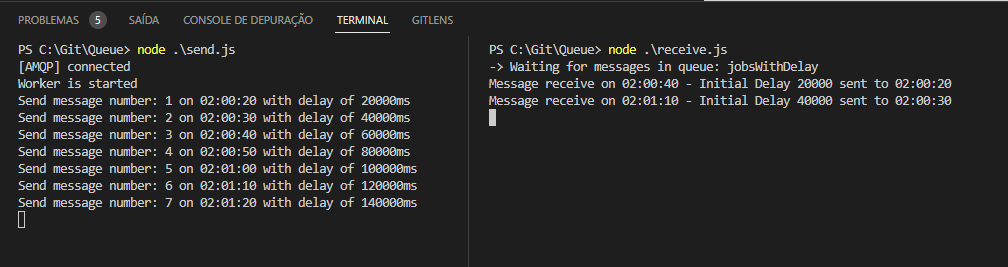 PROBLEMAS 5 SAÍDA CONSOLE DE DEPURAÇÃO TERMINAL GITLENS
PS C:\Git\Queue> node .\send.js
[AMQP] connected
Worker is started
Send message number: 1 on 02:00:20 with delay of 20000ms
Send message number: 2 on 02:00:30 with delay of 40000ms
Send message number: 3 on 02:00:40 with delay of 60000ms
Send message number: 4 on 02:00:50 with delay of 80000ms
Send message number: 5 on 02:01:00 with delay of 100000ms
Send message number: 6 on 02:01:10 with delay of 120000ms
Send message number: 7 on 02:01:20 with delay of 140000ms
PS C:\Git\Queue> node .\receive.js
-> Waiting for messages in queue: jobsWithDelay
Message receive on 02:00:40 - Initial Delay 20000 sent to 02:00:20
Message receive on 02:01:10 - Initial Delay 40000 sent to 02:00:30